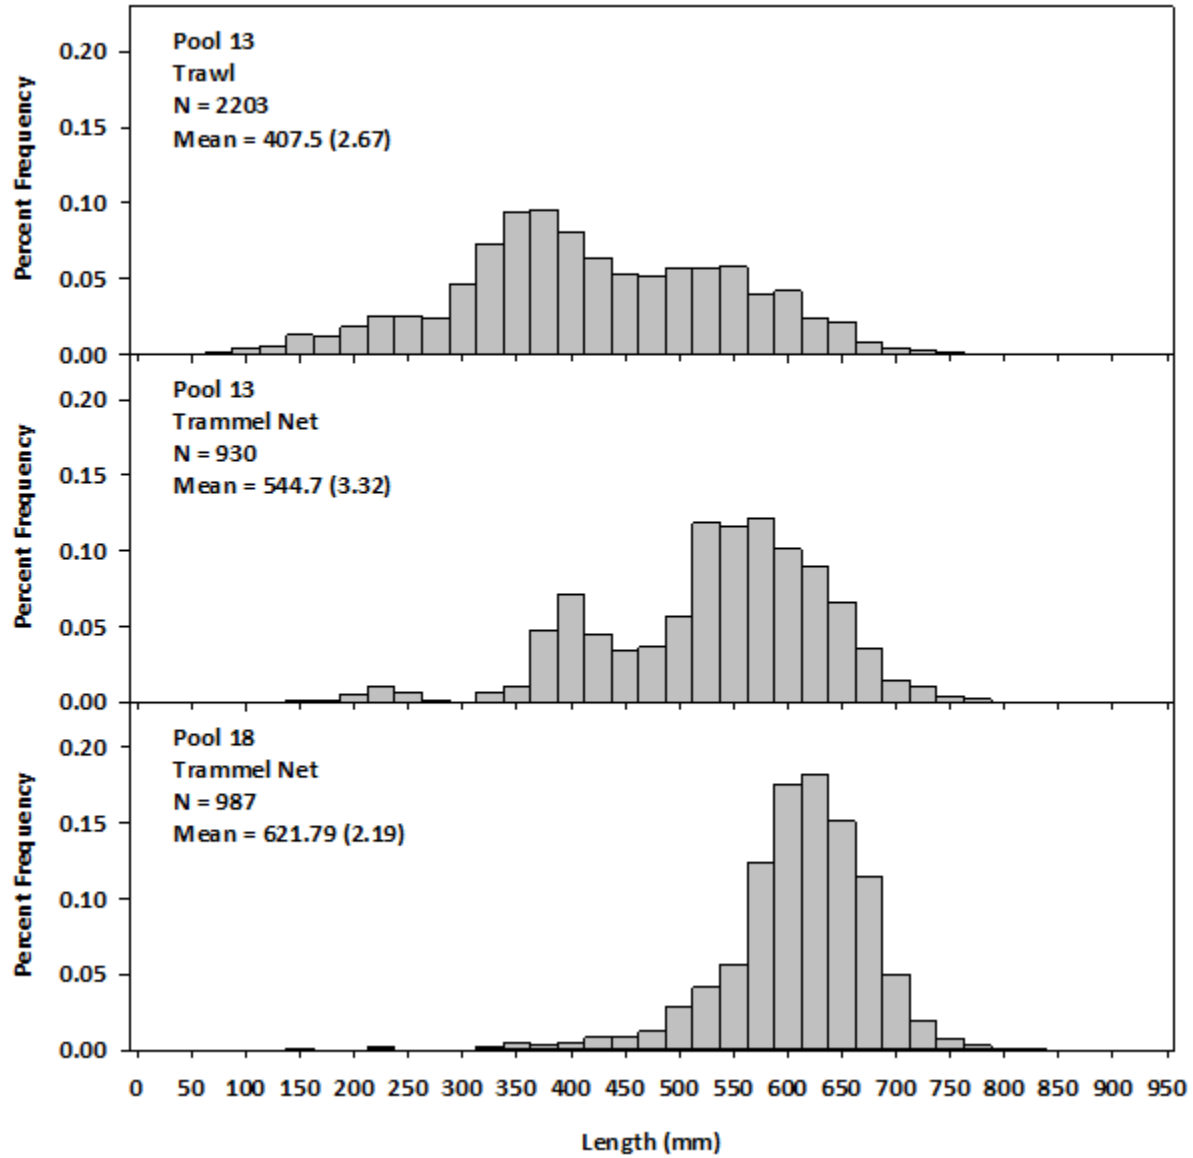 Percent Frequency
0.20
0.15
0.10
0.05
0.00
Pool 13
Trawl
N = 2203
Mean = 407.5 (2.67)
Percent Frequency
0.20
0.15
0.10
0.05
0.00
Pool 13
Trammel Net
N = 930
Mean = 544.7 (3.32)
Percent Frequency
0.20
0.15
0.10
0.05
0.00
Pool 18
Trammel Net
N = 987
Mean = 621.79 (2.19)
0 50 100 150 200 250 300 350 400 450 500 550 600 650 700 750 800 850 900 950
Length (mm)